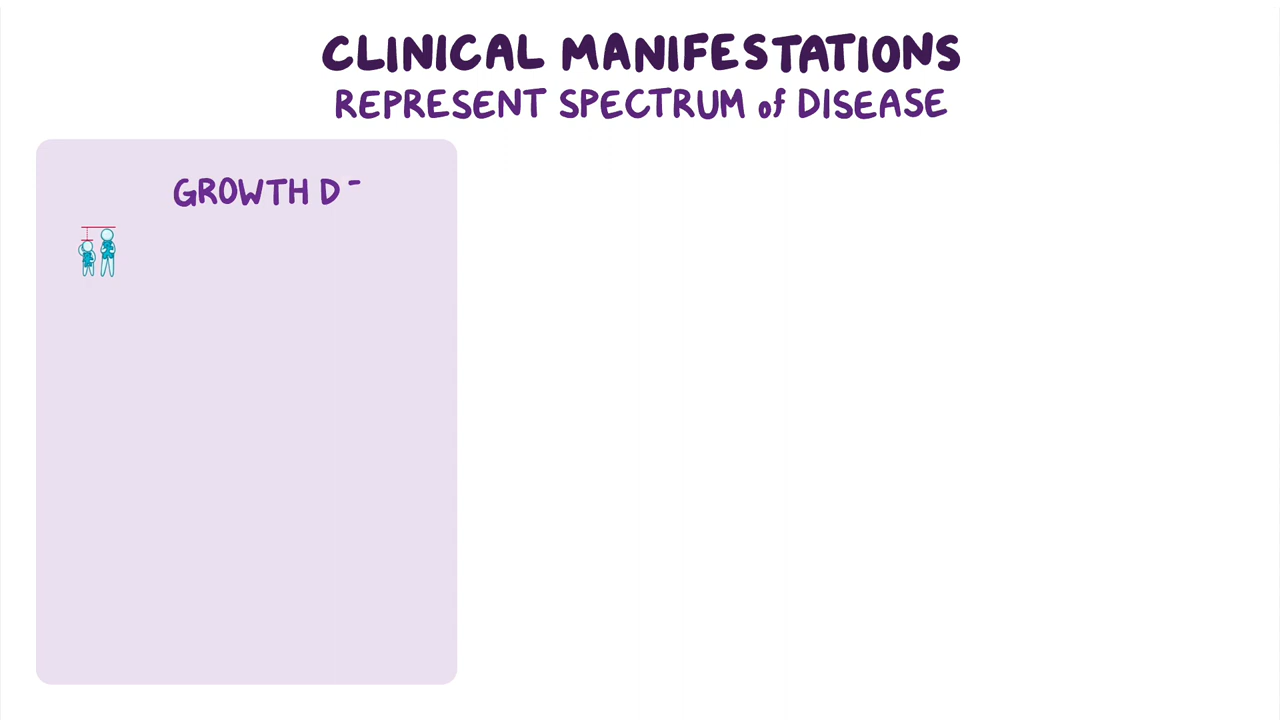 CLINICAL MANIFESTATIONS
REPRESENT SPECTRUM of DISEASE
GROWTH D